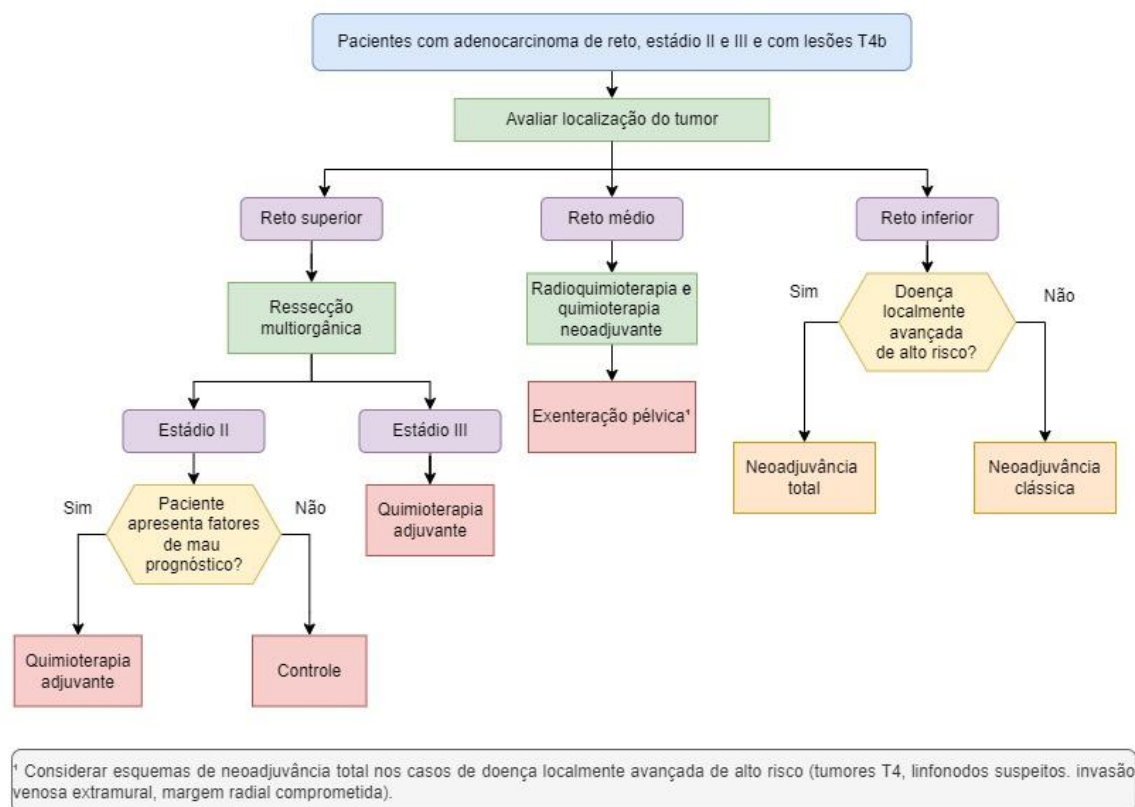 Pacientes com adenocarcinoma de reto, estádio II e III e com lesões T4b
Avaliar localização do tumor
Reto superior
Reto médio
Reto inferior
Ressecção
multiorgânica
Radioquimioterapia e
quimioterapia
neoadjuvante
Sim
Doença
localmente
avançada
de alto risco?
Não
Exenteração pélvica¹
Estádio II
Estádio III
Neoadjuvância
total
Neoadjuvância
clássica
Sim
Paciente
apresenta fatores
de mau
prognóstico?
Não
Quimioterapia
adjuvante
Quimioterapia
adjuvante
Controle
¹ Considerar esquemas de neoadjuvância total nos casos de doença localmente avançada de alto risco (tumores T4, linfonodos suspeitos. invasão
venosa extramural, margem radial comprometida).